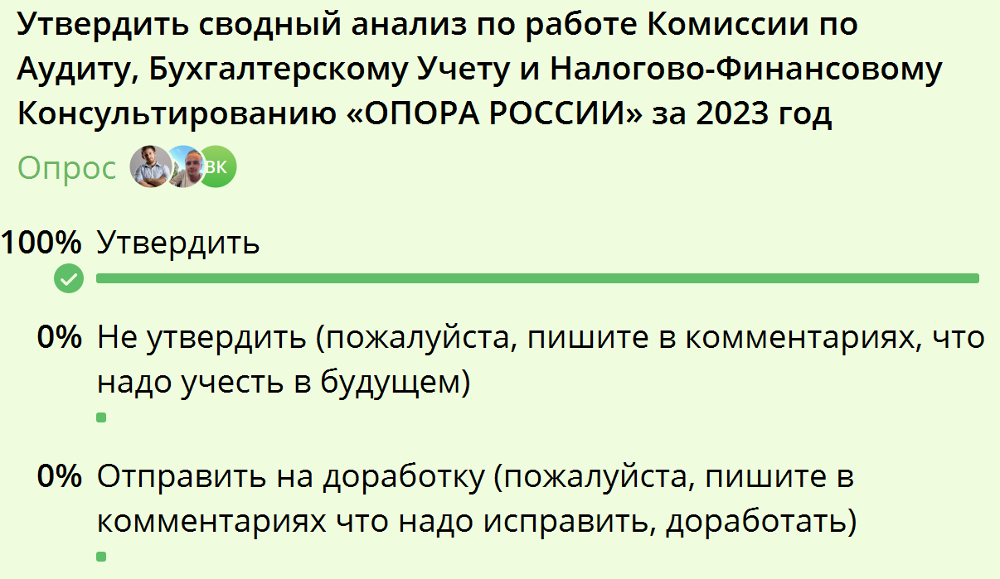 Утвердить сводный анализ по работе Комиссии по
Аудиту, Бухгалтерскому Учету и Налогово-Финансовому
Консультированию «ОПОРА РОССИИ» за 2023 год
Опрос ВК
100% Утвердить
0% Не утвердить (пожалуйста, пишите в комментариях, что
надо учесть в будущем)
0% Отправить на доработку (пожалуйста, пишите в
комментариях что надо исправить, доработать)